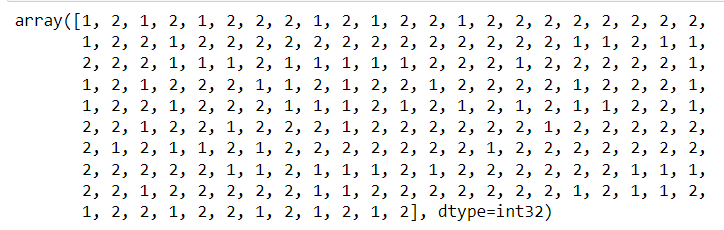 array([1, 2, 1, 2, 1, 2, 2, 2, 1, 2, 1, 2, 2, 1, 2, 2, 2, 2, 2, 2, 2, 2,
1, 2, 2, 1, 2, 2, 2, 2, 2, 2, 2, 2, 2, 2, 2, 1, 1, 2, 1, 1,
2, 2, 2, 1, 1, 1, 2, 1, 1, 1, 1, 1, 2, 2, 2, 1, 2, 2, 2, 2, 2, 1,
1, 2, 1, 2, 2, 2, 1, 1, 2, 1, 2, 2, 1, 2, 2, 2, 2, 1, 2, 2, 2, 1,
1, 2, 2, 1, 2, 2, 2, 1, 1, 1, 2, 1, 2, 1, 2, 1, 2, 1, 1, 2, 2, 1,
2, 2, 1, 2, 2, 1, 2, 2, 2, 1, 2, 2, 2, 2, 2, 2, 1, 2, 2, 2, 2, 2,
2, 1, 2, 1, 1, 2, 1, 2, 2, 2, 2, 2, 2, 2, 1, 2, 2, 2, 2, 2, 2, 2,
2, 2, 2, 2, 2, 1, 1, 2, 1, 1, 1, 2, 1, 2, 2, 2, 2, 2, 2, 1, 1, 1,
2, 2, 1, 2, 2, 2, 2, 2, 1, 1, 2, 2, 2, 2, 2, 2, 2, 1, 2, 1, 1, 2,
1, 2, 2, 1, 2, 2, 1, 2, 1, 2, 1, 2], dtype=int32)